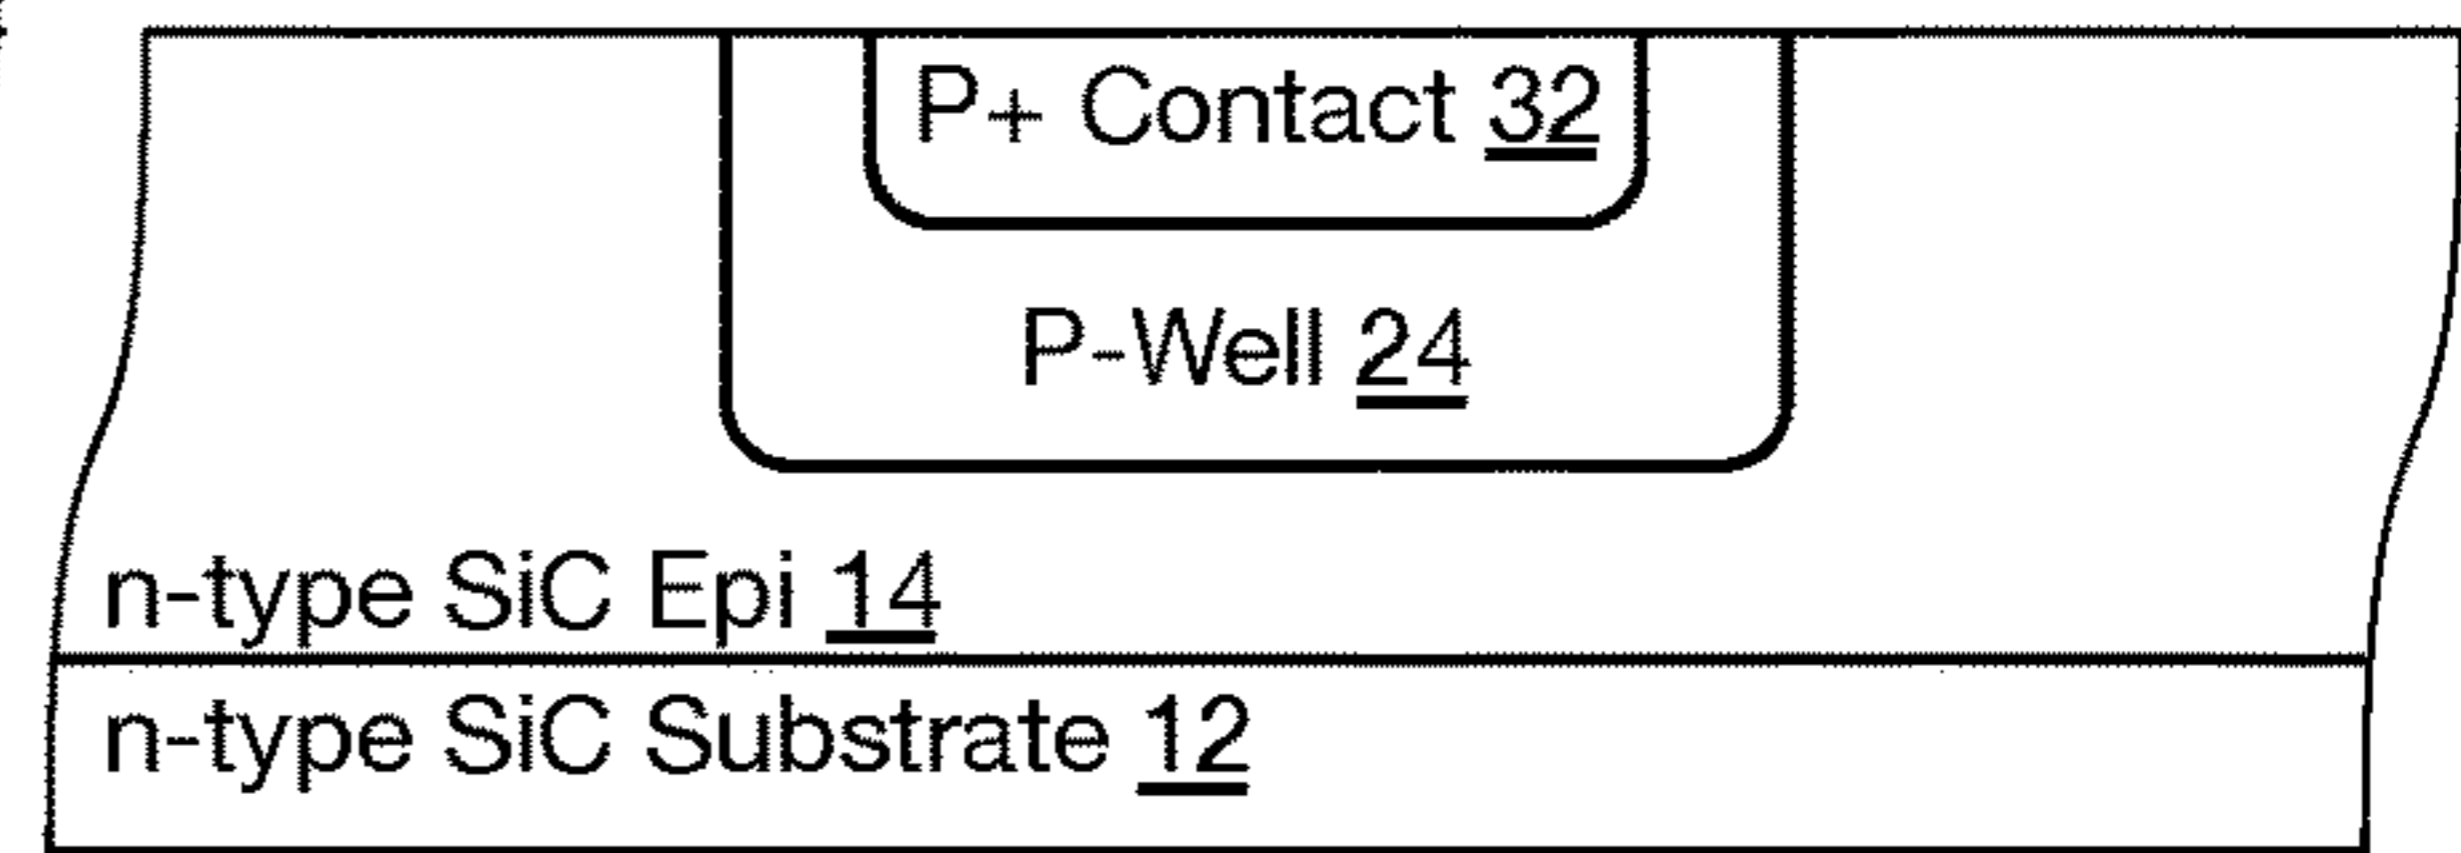 P+ Contact 32
P-Well 24
n-type SiC Epi 14
n-type SiC Substrate 12